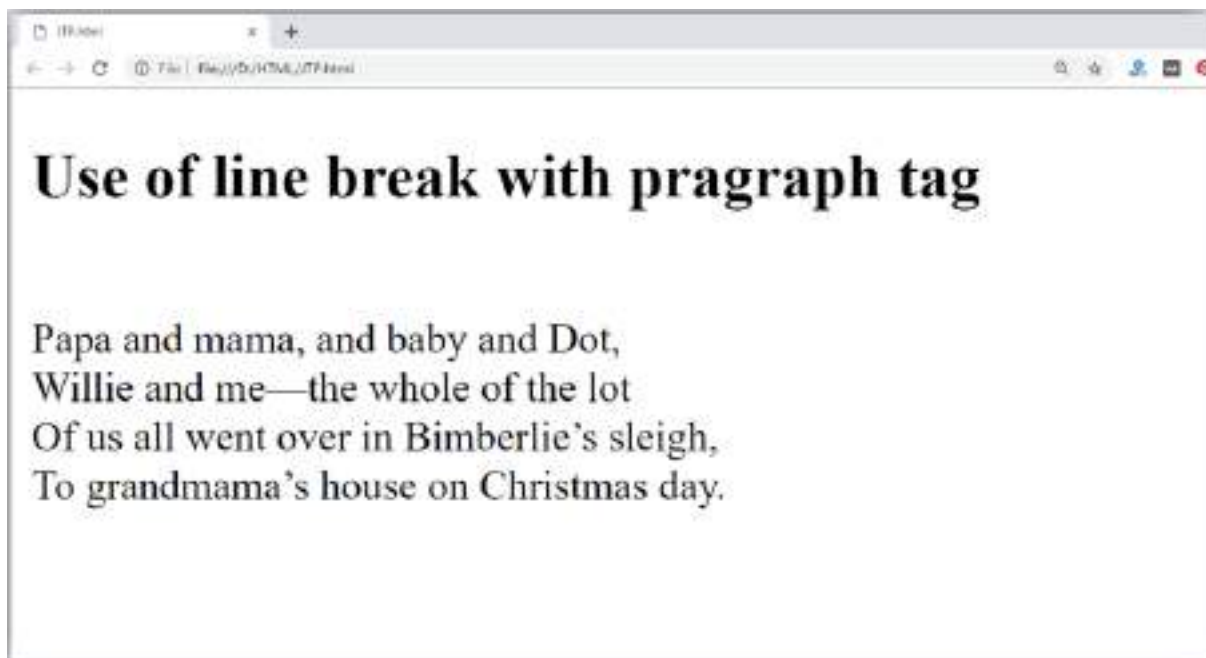 File
Use of line break with pragraph tag
Papa and mama, and baby and Dot,
Willie and me—the whole of the lot
Of us all went over in Bimberlie’s sleigh,
To grandmama’s house on Christmas day.